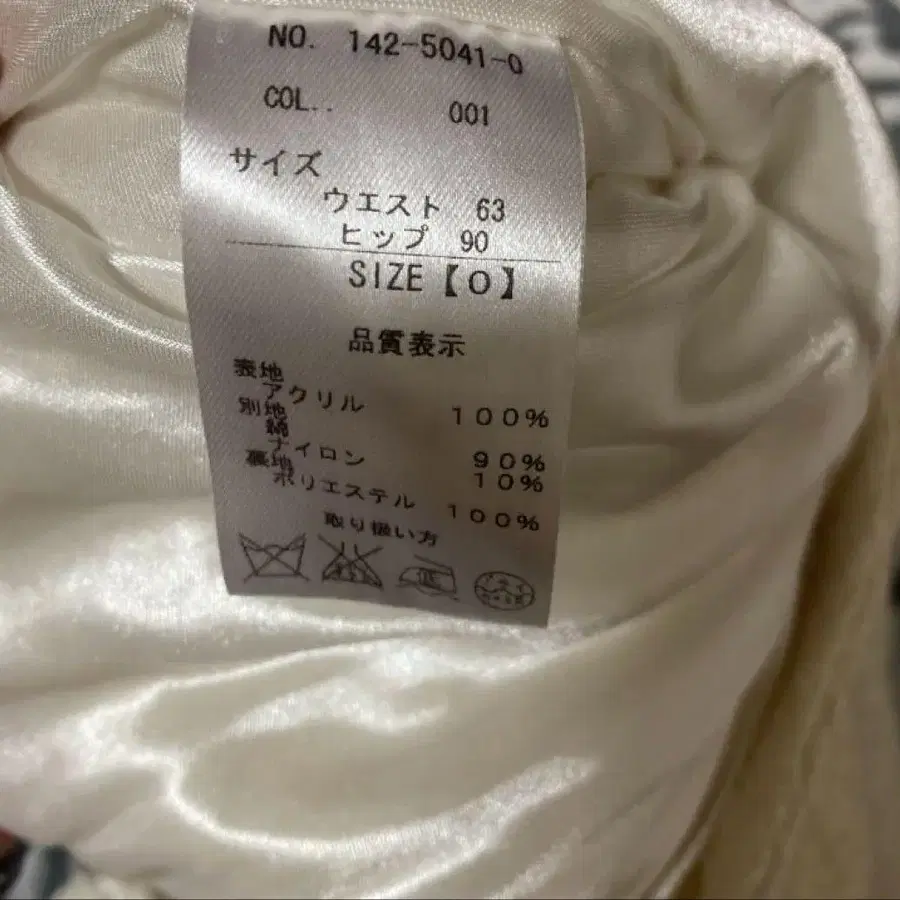 NO. 142-5041-0
COL.. 001
サイズ
ウエスト 63
ヒップ 90
SIZE【0】
品質表示
表地
アクリル 100%
別地
綿 90%
ナイロン 10%
裏地
ポリエステル 100%
取り扱い方